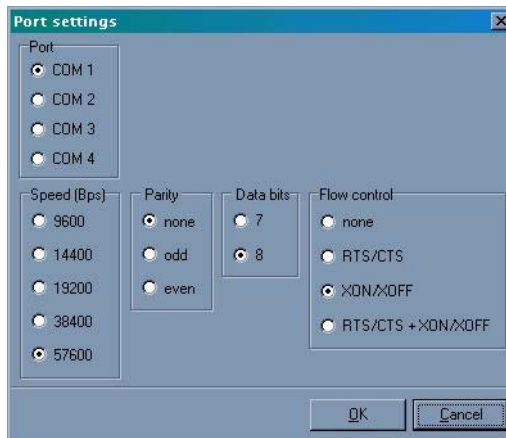 Port settings
Port
COM 1
COM 2
COM 3
COM 4
Speed (Bps)
9600
14400
19200
38400
57600
Parity
none
odd
even
Data bits
7
8
Flow control
none
RTS/CTS
XON/XOFF
RTS/CTS + XON/XOFF
OK
Cancel